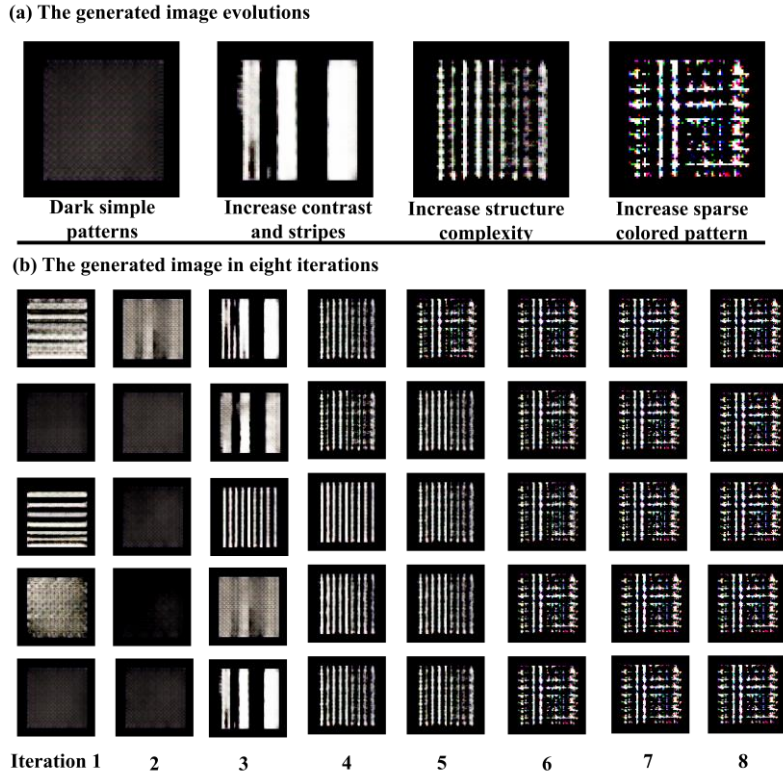 (a) The generated image evolutions
Dark simple
patterns
Increase contrast
and stripes
Increase structure
complexity
Increase sparse
colored pattern
(b) The generated image in eight iterations
Iteration 1 2 3 4 5 6 7 8